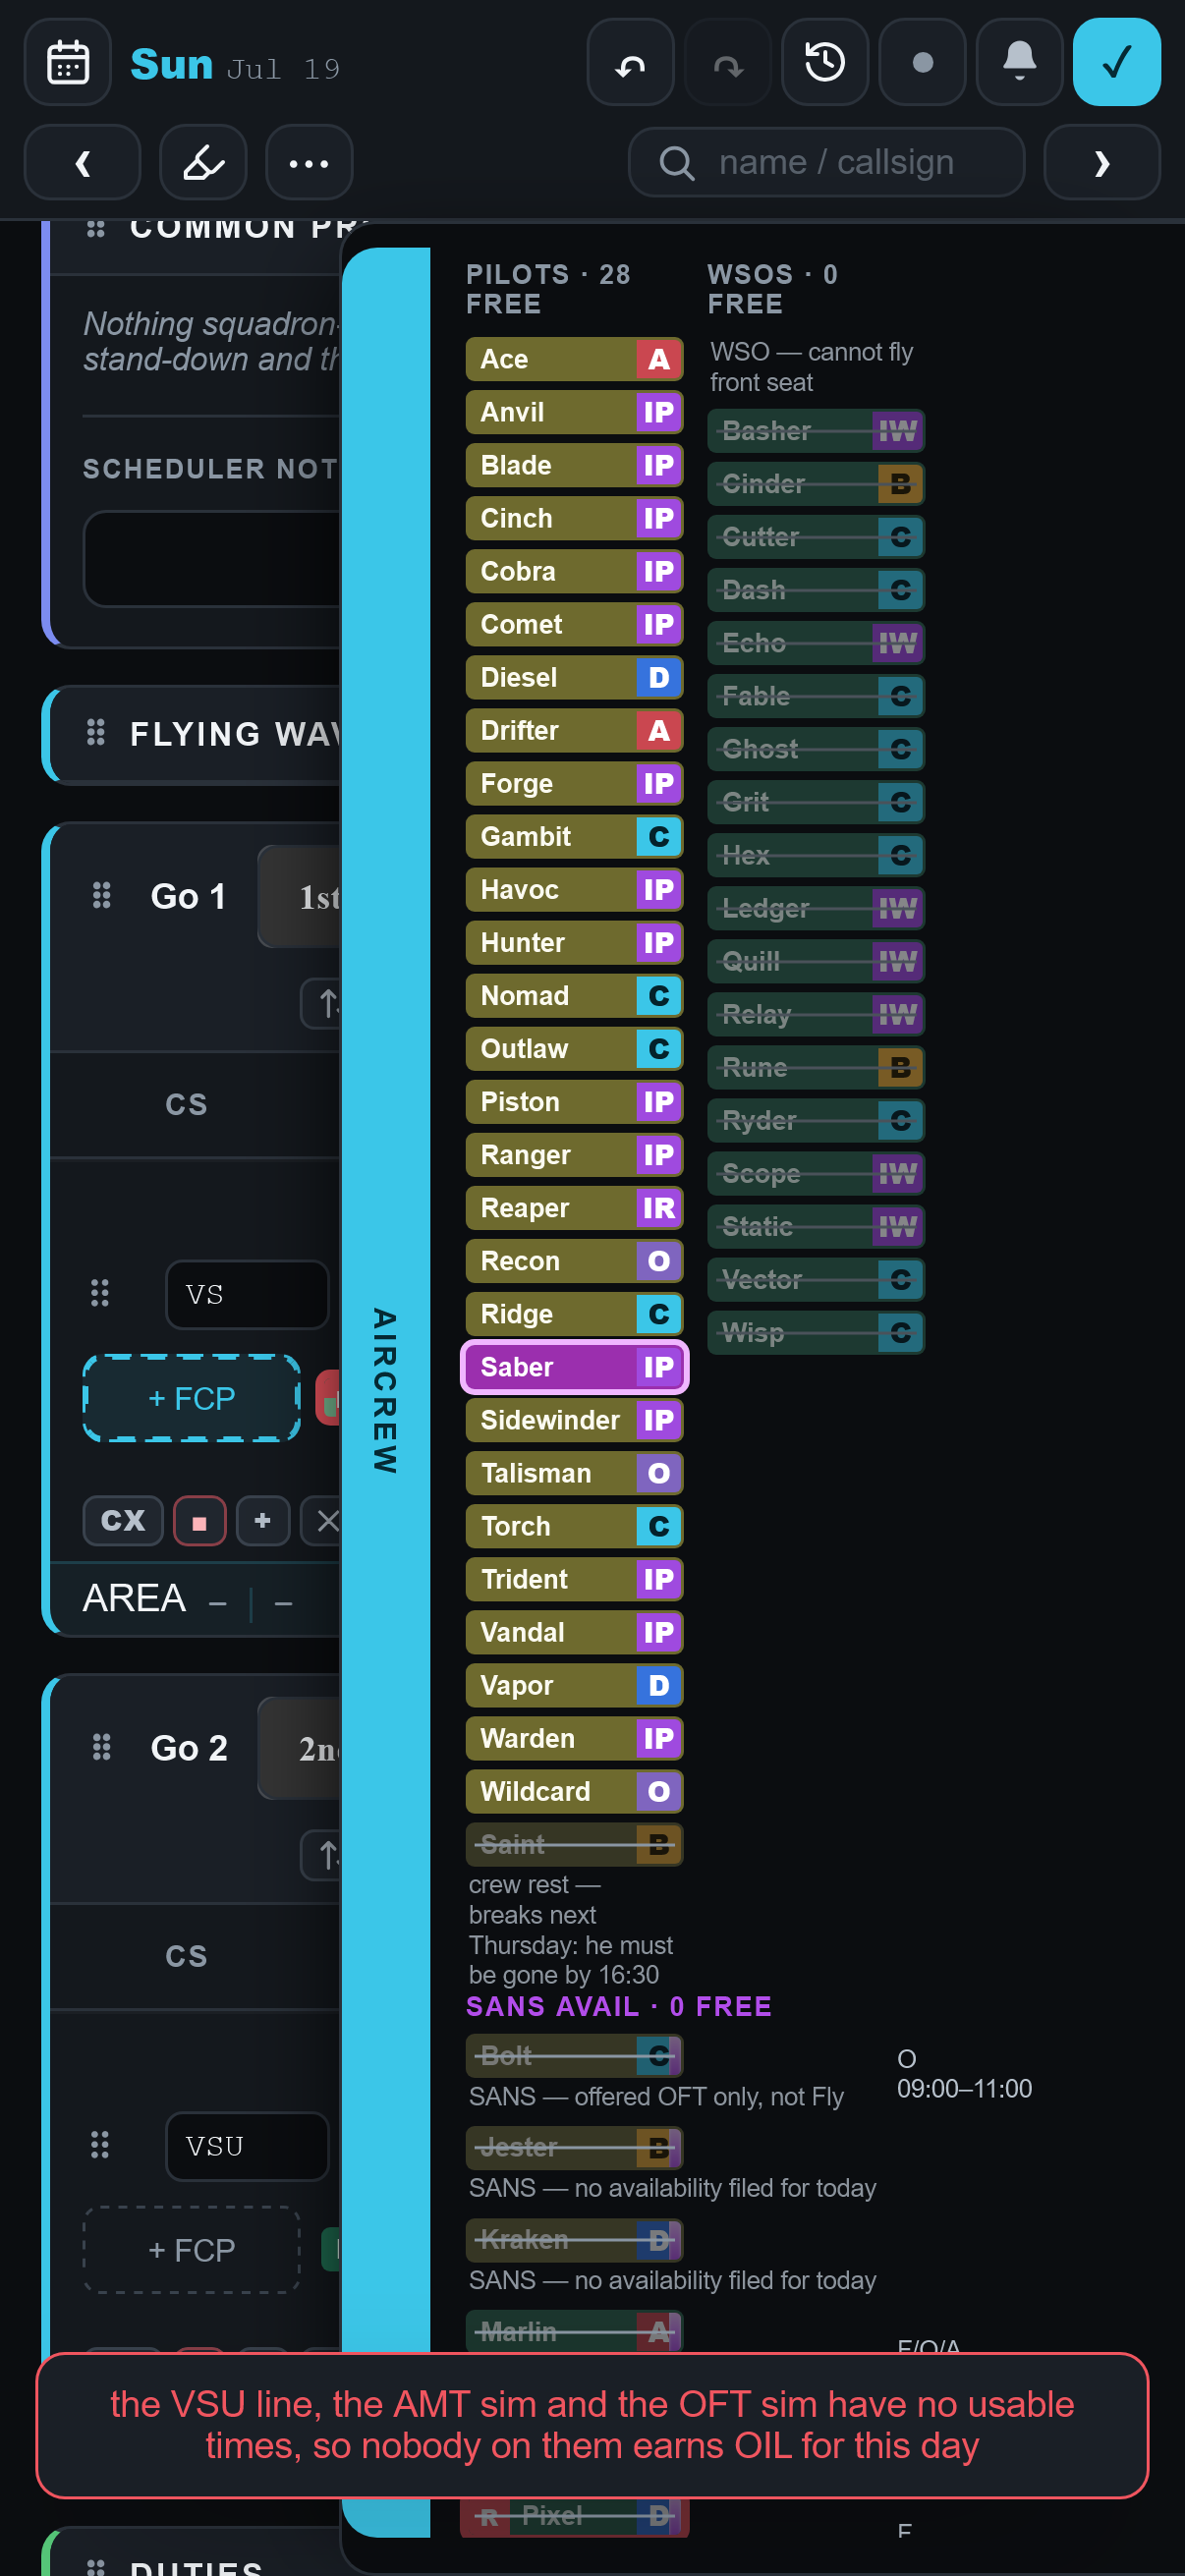 Sun Jul 19
name / callsign
COMMON PR
Nothing squadron-
stand-down and th
SCHEDULER NOT
FLYING WAV
Go 1
1st
CS
VS
+ FCP
CX
+
AREA – | –
Go 2
2nd
CS
VSU
+ FCP
DUTIES
AIRCREW
PILOTS · 28
FREE
Ace A
Anvil IP
Blade IP
Cinch IP
Cobra IP
Comet IP
Diesel D
Drifter A
Forge IP
Gambit C
Havoc IP
Hunter IP
Nomad C
Outlaw C
Piston IP
Ranger IP
Reaper IR
Recon O
Ridge C
Saber IP
Sidewinder IP
Talisman O
Torch C
Trident IP
Vandal IP
Vapor D
Warden IP
Wildcard O
Saint B
crew rest —
breaks next
Thursday: he must
be gone by 16:30
WSOS · 0
FREE
WSO — cannot fly
front seat
Basher IW
Cinder B
Cutter C
Dash C
Echo IW
Fable C
Ghost C
Grit C
Hex C
Ledger IW
Quill IW
Relay IW
Rune B
Ryder C
Scope IW
Static IW
Vector C
Wisp C
SANS AVAIL · 0 FREE
Bolt C
O
09:00–11:00
SANS — offered OFT only, not Fly
Jester B
SANS — no availability filed for today
Kraken D
SANS — no availability filed for today
Marlin A
F/O/A
the VSU line, the AMT sim and the OFT sim have no usable
times, so nobody on them earns OIL for this day
R Pixel D